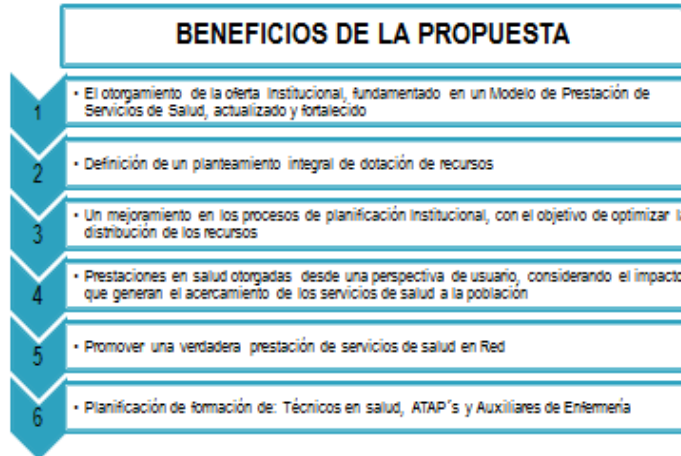 BENEFICIOS DE LA PROPUESTA
1
• El otorgamiento de la oferta Institucional, fundamentado en un Modelo de Prestación de
Servicios de Salud, actualizado y fortalecido
2
• Definición de un planteamiento integral de dotación de recursos
3
• Un mejoramiento en los procesos de planificación Institucional, con el objetivo de optimizar la
distribución de los recursos
4
• Prestaciones en salud otorgadas desde una perspectiva de usuario, considerando el impacto
que generan el acercamiento de los servicios de salud a la población
5
• Promover una verdadera prestación de servicios de salud en Red
6
• Planificación de formación de: Técnicos en salud, ATAP´s y Auxiliares de Enfermería